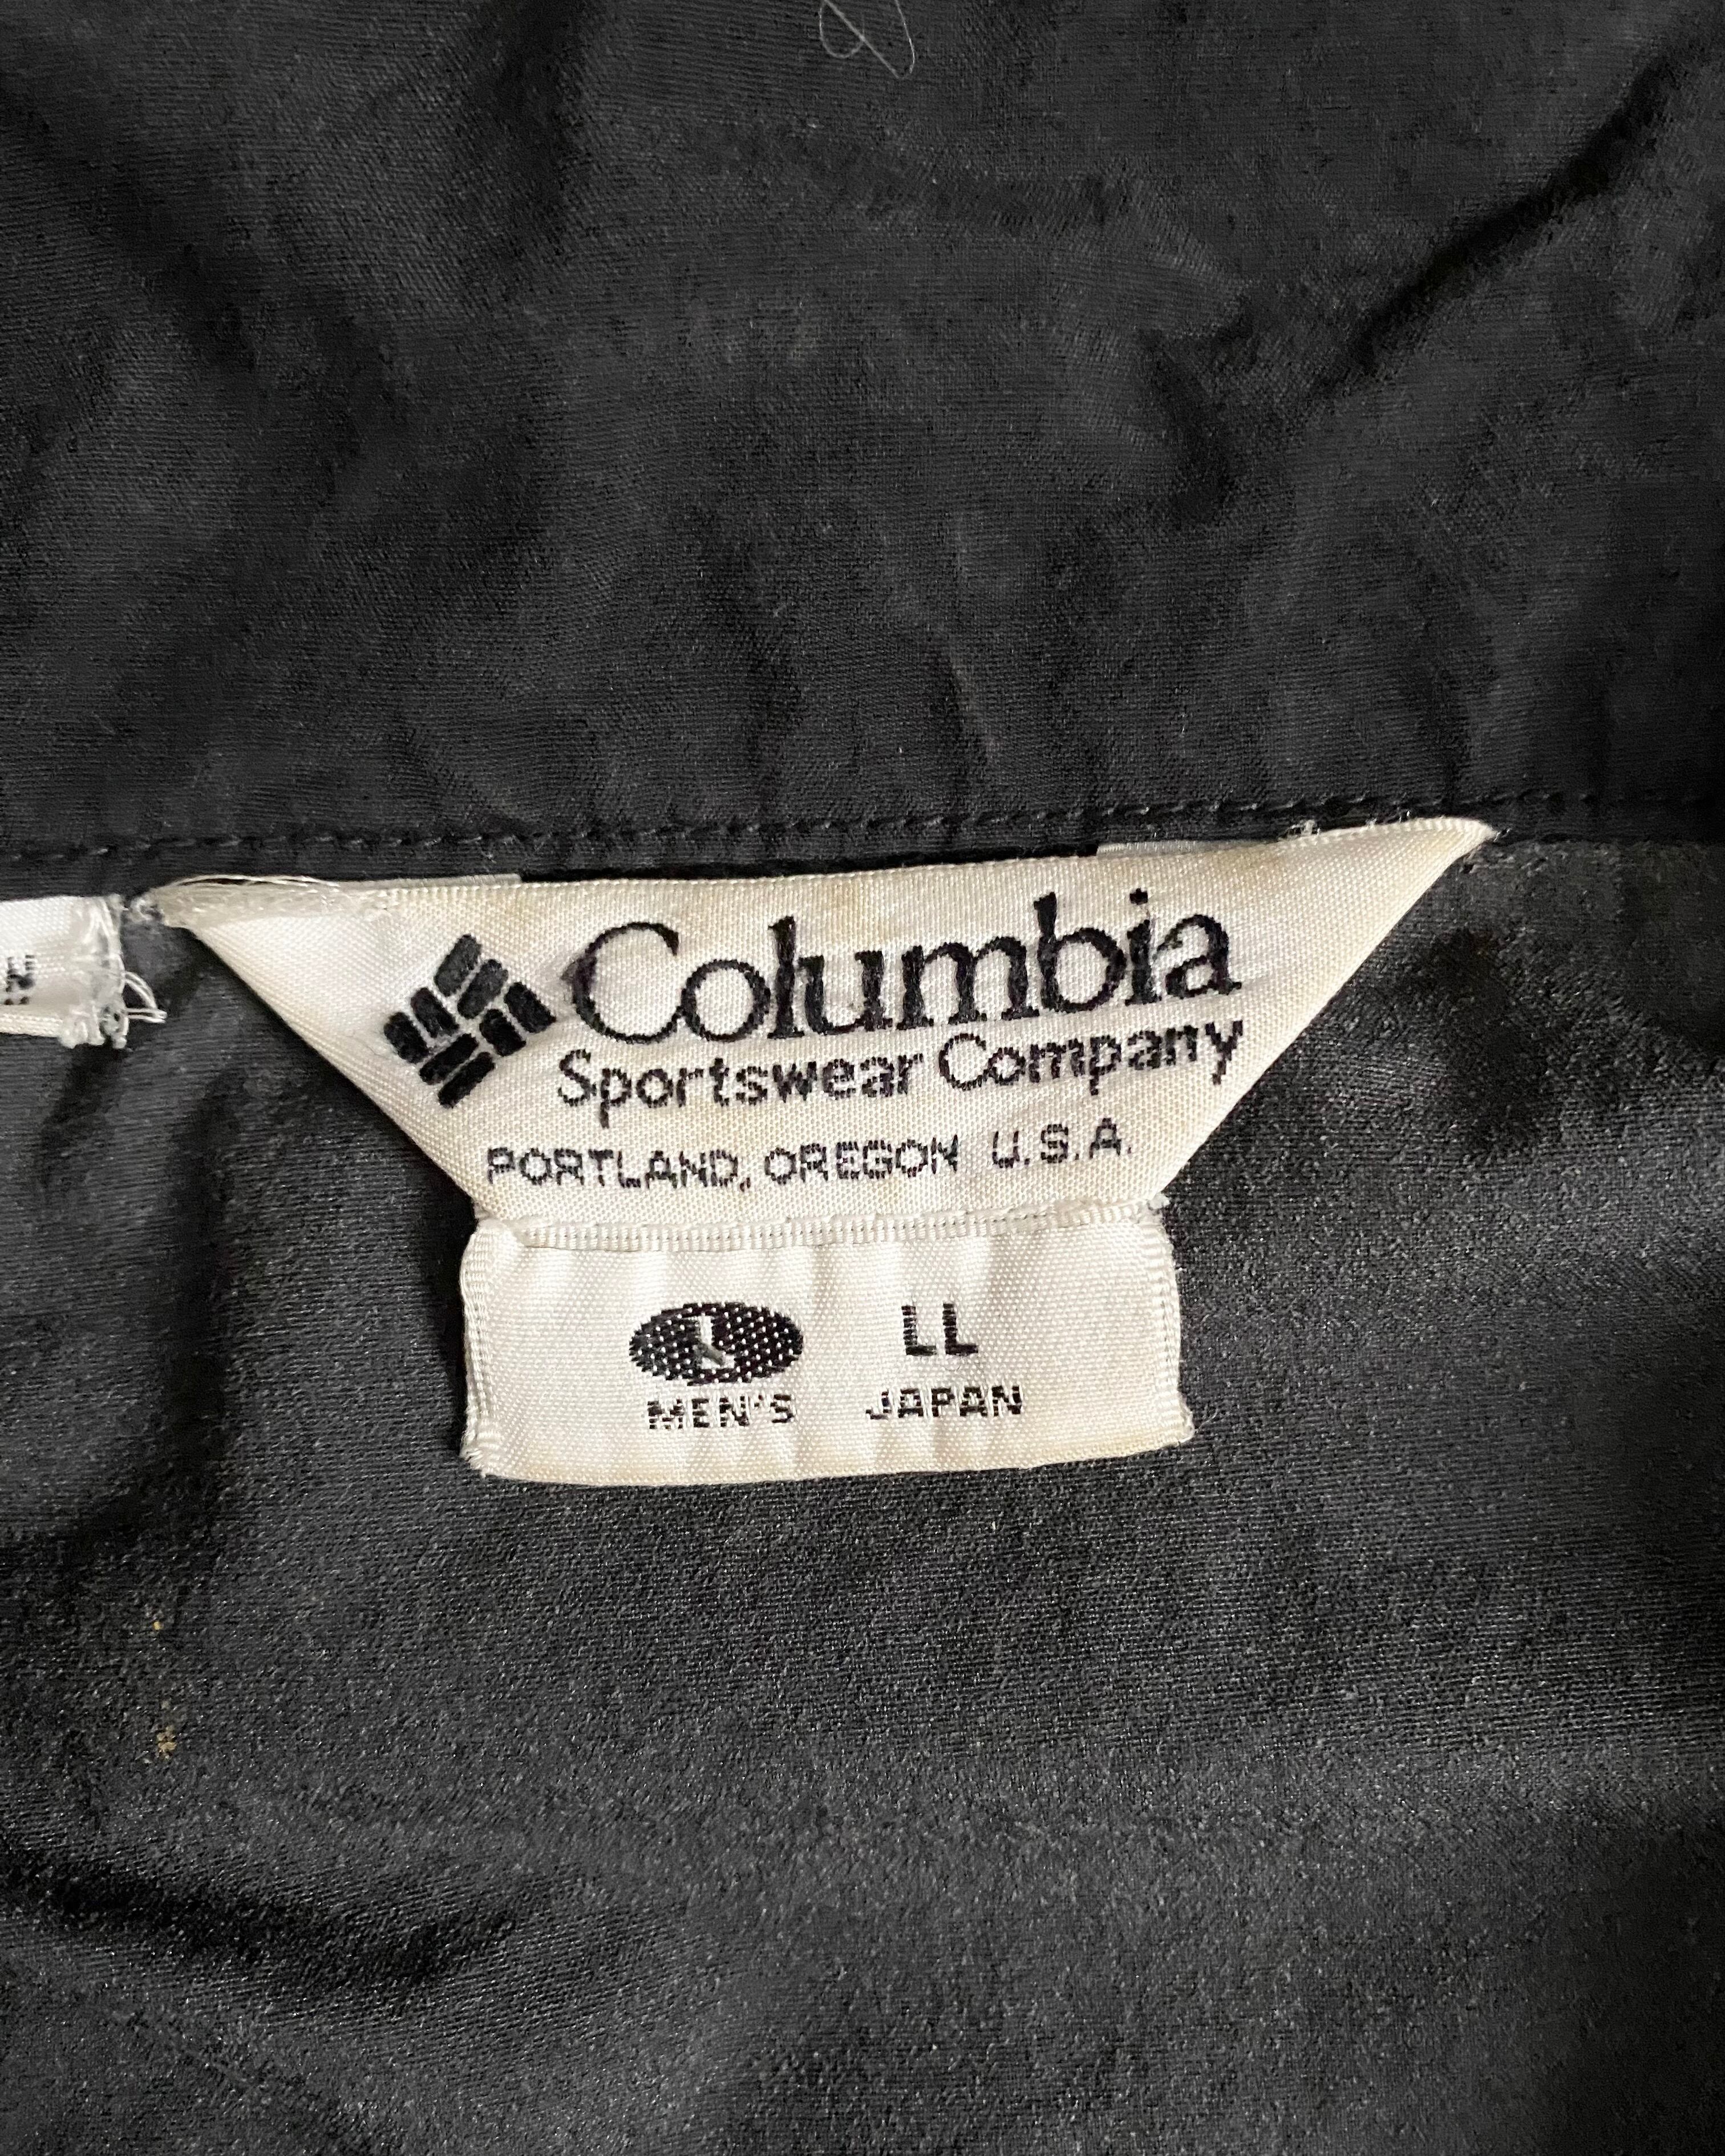 Columbia
Sportswear Company
PORTLAND, OREGON U.S.A.
L LL
MEN'S JAPAN